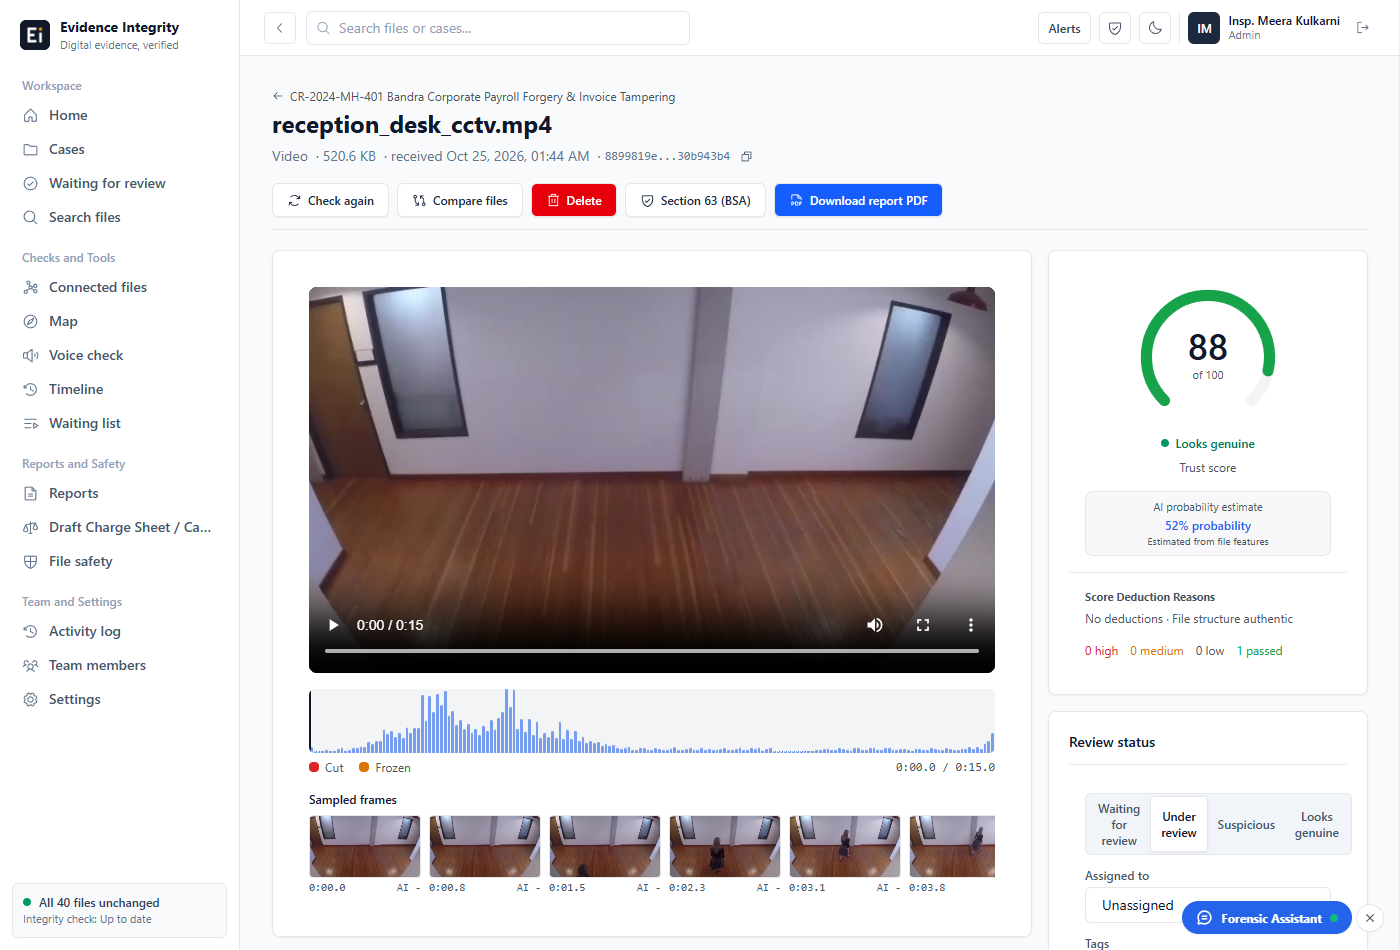 Ei
Evidence Integrity
Digital evidence, verified
Workspace
Home
Cases
Waiting for review
Search files
Checks and Tools
Connected files
Map
Voice check
Timeline
Waiting list
Reports and Safety
Reports
Draft Charge Sheet / Ca...
File safety
Team and Settings
Activity log
Team members
Settings
All 40 files unchanged
Integrity check: Up to date
Search files or cases...
Alerts
IM
Insp. Meera Kulkarni
Admin
CR-2024-MH-401 Bandra Corporate Payroll Forgery & Invoice Tampering
reception_desk_cctv.mp4
Video · 520.6 KB · received Oct 25, 2026, 01:44 AM · 8899819e...30b943b4
Check again
Compare files
Delete
Section 63 (BSA)
PDF
Download report PDF
0:00 / 0:15
Cut
Frozen
0:00.0 / 0:15.0
Sampled frames
0:00.0 AI - 0:00.8 AI - 0:01.5 AI - 0:02.3 AI - 0:03.1 AI - 0:03.8
88
of 100
Looks genuine
Trust score
AI probability estimate
52% probability
Estimated from file features
Score Deduction Reasons
No deductions · File structure authentic
0 high 0 medium 0 low 1 passed
Review status
Waiting for review
Under review
Suspicious
Looks genuine
Assigned to
Unassigned
Forensic Assistant
Tags